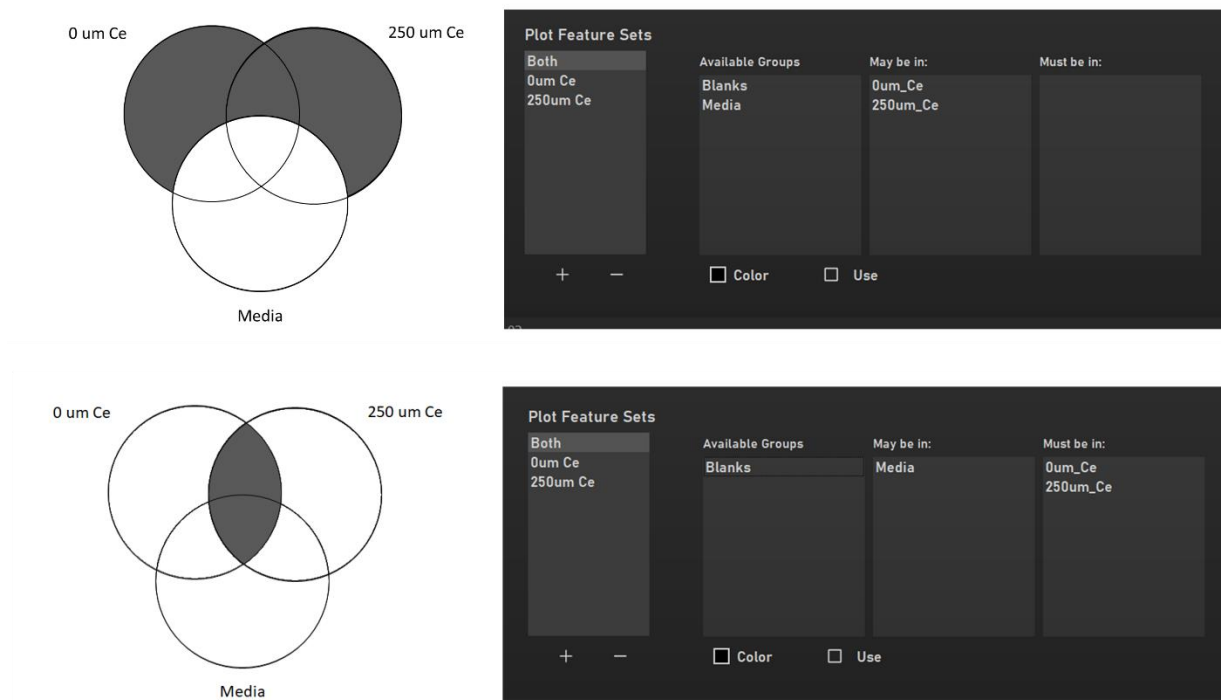 0 um Ce
250 um Ce
Media
Plot Feature Sets
Both
0um Ce
250um Ce
Available Groups
Blanks
Media
May be in:
0um_Ce
250um_Ce
Must be in:
+ −
Color
Use
0 um Ce
250 um Ce
Media
Plot Feature Sets
Both
0um Ce
250um Ce
Available Groups
Blanks
May be in:
Media
Must be in:
0um_Ce
250um_Ce
+ −
Color
Use